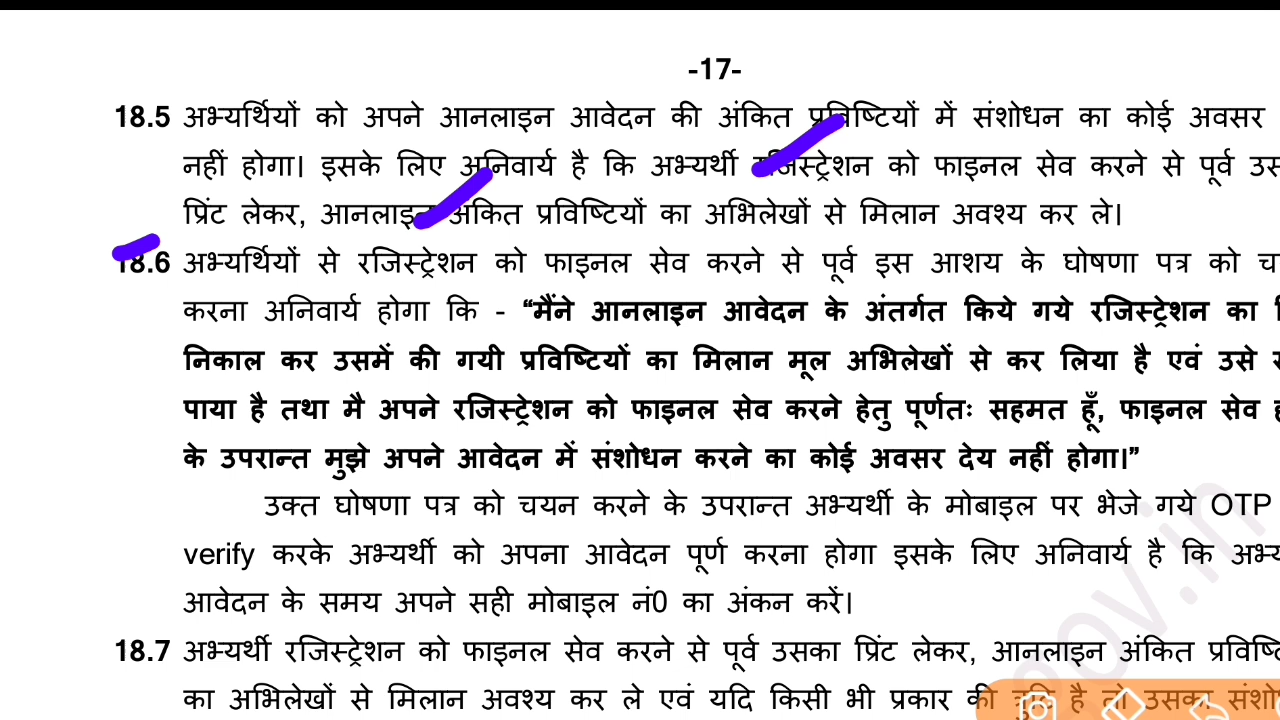 -17-
18.5 अभ्यर्थियों को अपने आनलाइन आवेदन की अंकित प्रविष्टियों में संशोधन का कोई अवसर
नहीं होगा। इसके लिए अनिवार्य है कि अभ्यर्थी रजिस्ट्रेशन को फाइनल सेव करने से पूर्व
प्रिंट लेकर, आनलाइन अंकित प्रविष्टियों का अभिलेखों से मिलान अवश्य कर ले।
18.6 अभ्यर्थियों से रजिस्ट्रेशन को फाइनल सेव करने से पूर्व इस आशय के घोषणा पत्र को
करना अनिवार्य होगा कि - “मैंने आनलाइन आवेदन के अंतर्गत किये गये रजिस्ट्रेशन का
निकाल कर उसमें की गयी प्रविष्टियों का मिलान मूल अभिलेखों से कर लिया है एवं उसे
पाया है तथा मै अपने रजिस्ट्रेशन को फाइनल सेव करने हेतु पूर्णतः सहमत हूँ, फाइनल सेव
के उपरान्त मुझे अपने आवेदन में संशोधन करने का कोई अवसर देय नहीं होगा।”
उक्त घोषणा पत्र को चयन करने के उपरान्त अभ्यर्थी के मोबाइल पर भेजे गये OTP
verify करके अभ्यर्थी को अपना आवेदन पूर्ण करना होगा इसके लिए अनिवार्य है कि
आवेदन के समय अपने सही मोबाइल नं0 का अंकन करें।
18.7 अभ्यर्थी रजिस्ट्रेशन को फाइनल सेव करने से पूर्व उसका प्रिंट लेकर, आनलाइन अंकित
का अभिलेखों से मिलान अवश्य कर ले एवं यदि किसी भी प्रकार की त्रुटि है तो उसका